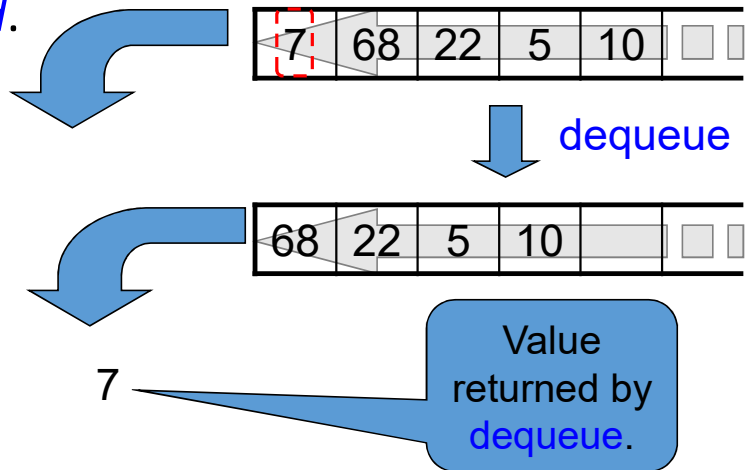 7 68 22 5 10
dequeue
68 22 5 10
7
Value
returned by
dequeue.